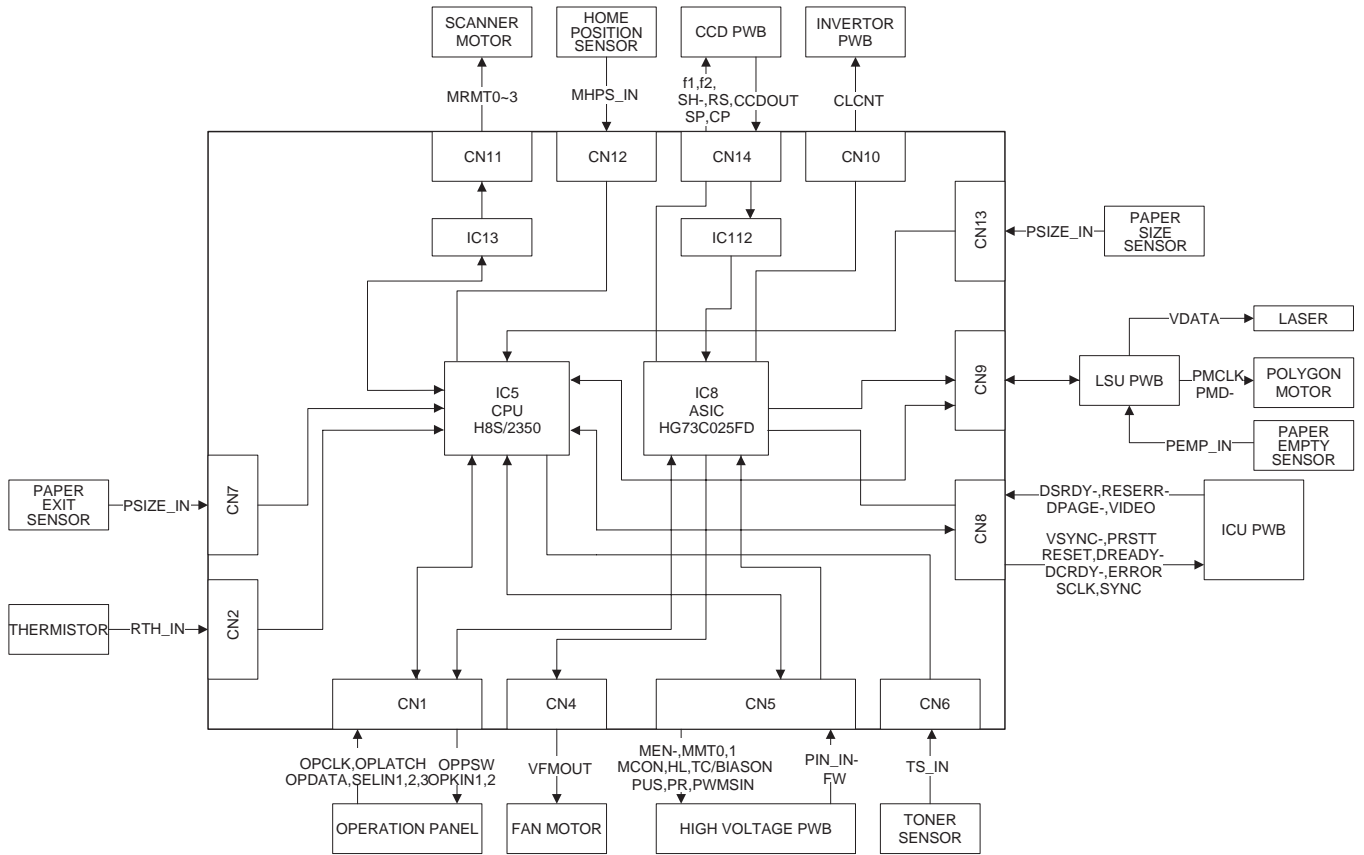 SCANNER
MOTOR
HOME
POSITION
SENSOR
CCD PWB
INVERTOR
PWB
MRMT0~3
MHPS_IN
f1,f2,
SH-,RS,
SP,CP
CCDOUT
CLCNT
CN11
CN12
CN14
CN10
IC13
IC112
CN13
PSIZE_IN
PAPER
SIZE
SENSOR
VDATA
LASER
CN9
LSU PWB
PMCLK
PMD-
POLYGON
MOTOR
IC5
CPU
H8S/2350
IC8
ASIC
HG73C025FD
PEMP_IN
PAPER
EMPTY
SENSOR
PAPER
EXIT
SENSOR
PSIZE_IN
CN7
CN8
DSRDY-,RESERR-
DPAGE-,VIDEO
VSYNC-,PRSTT
RESET,DREADY-
DCRDY-,ERROR
SCLK,SYNC
ICU PWB
THERMISTOR
RTH_IN
CN2
CN1
CN4
CN5
CN6
OPCLK,OPLATCH
OPDATA,SELIN1,2,3
OPPSW
OPKIN1,2
VFMOUT
MEN-,MMT0,1
MCON,HL,TC/BIASON
PUS,PR,PWMSIN
PIN_IN-
FW
TS_IN
OPERATION PANEL
FAN MOTOR
HIGH VOLTAGE PWB
TONER
SENSOR